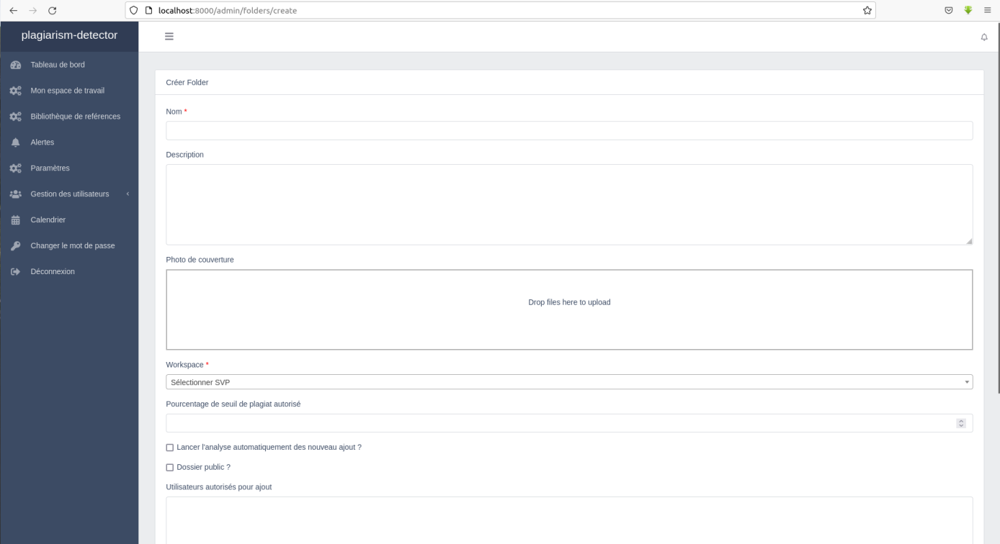 localhost:8000/admin/folders/create
plagiarism-detector
Tableau de bord
Mon espace de travail
Bibliothèque de reférences
Alertes
Paramètres
Gestion des utilisateurs
Calendrier
Changer le mot de passe
Déconnexion
Créer Folder
Nom *
Description
Photo de couverture
Drop files here to upload
Workspace *
Sélectionner SVP
Pourcentage de seuil de plagiat autorisé
Lancer l'analyse automatiquement des nouveau ajout ?
Dossier public ?
Utilisateurs autorisés pour ajout